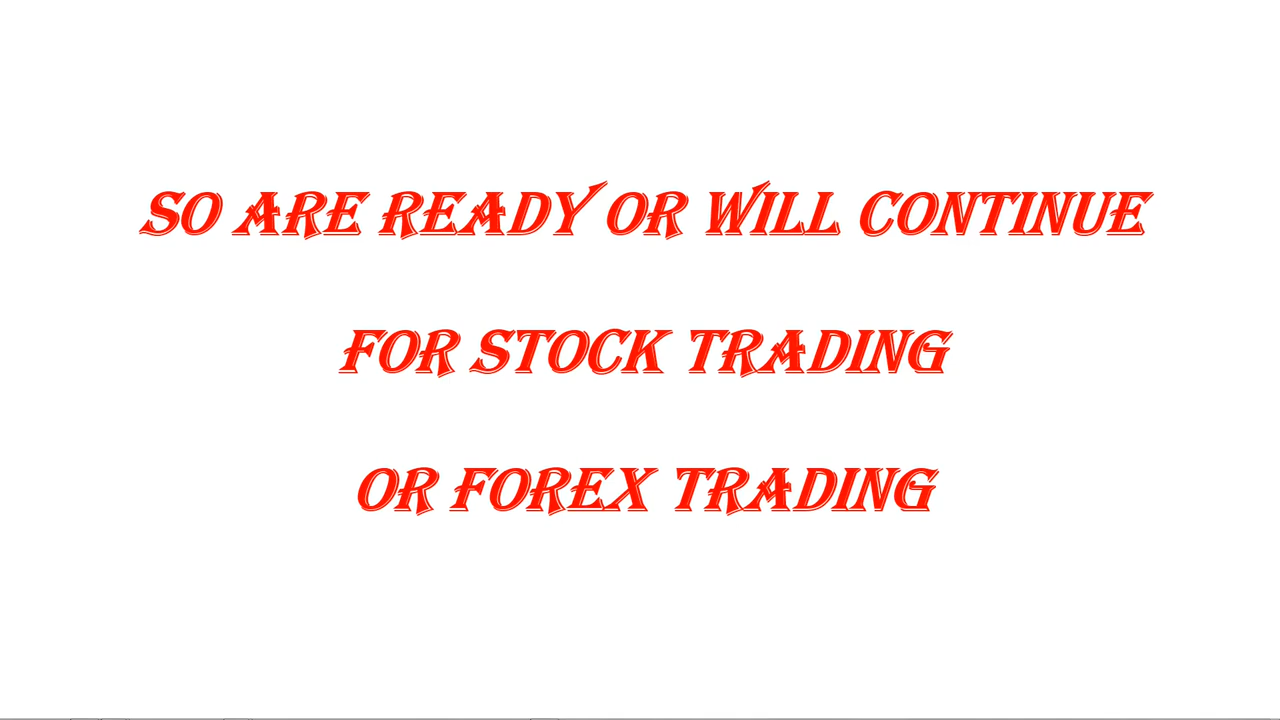 SO ARE READY OR WILL CONTINUE
FOR STOCK TRADING
OR FOREX TRADING